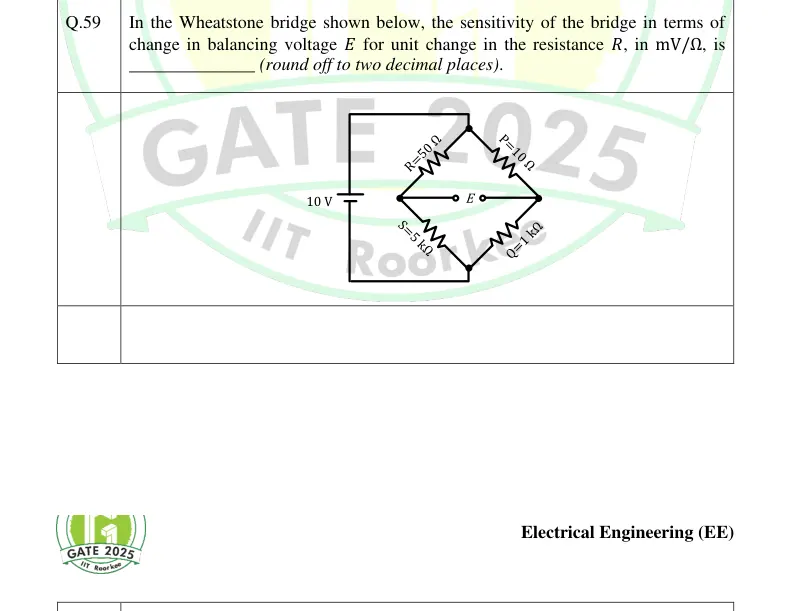 Q.59 In the Wheatstone bridge shown below, the sensitivity of the bridge in terms of
change in balancing voltage E for unit change in the resistance R, in mV/Ω, is
______________ (round off to two decimal places).
GATE 2025
IIT Roorkee
R=50 Ω
P=10 Ω
10 V
E
S=5 kΩ
Q=1 kΩ
Electrical Engineering (EE)
GATE 2025
IIT Roorkee